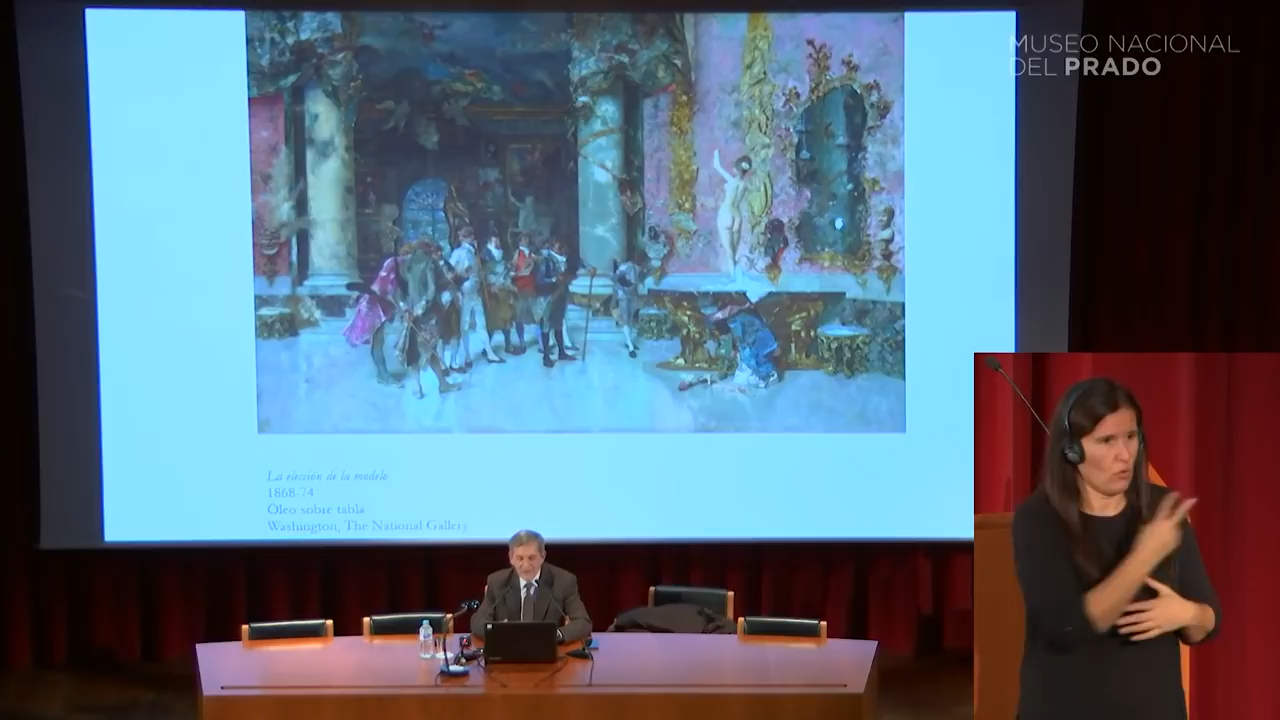 MUSEO NACIONAL
DEL PRADO
La elección de la modelo
1868-74
Óleo sobre tabla
Washington, The National Gallery